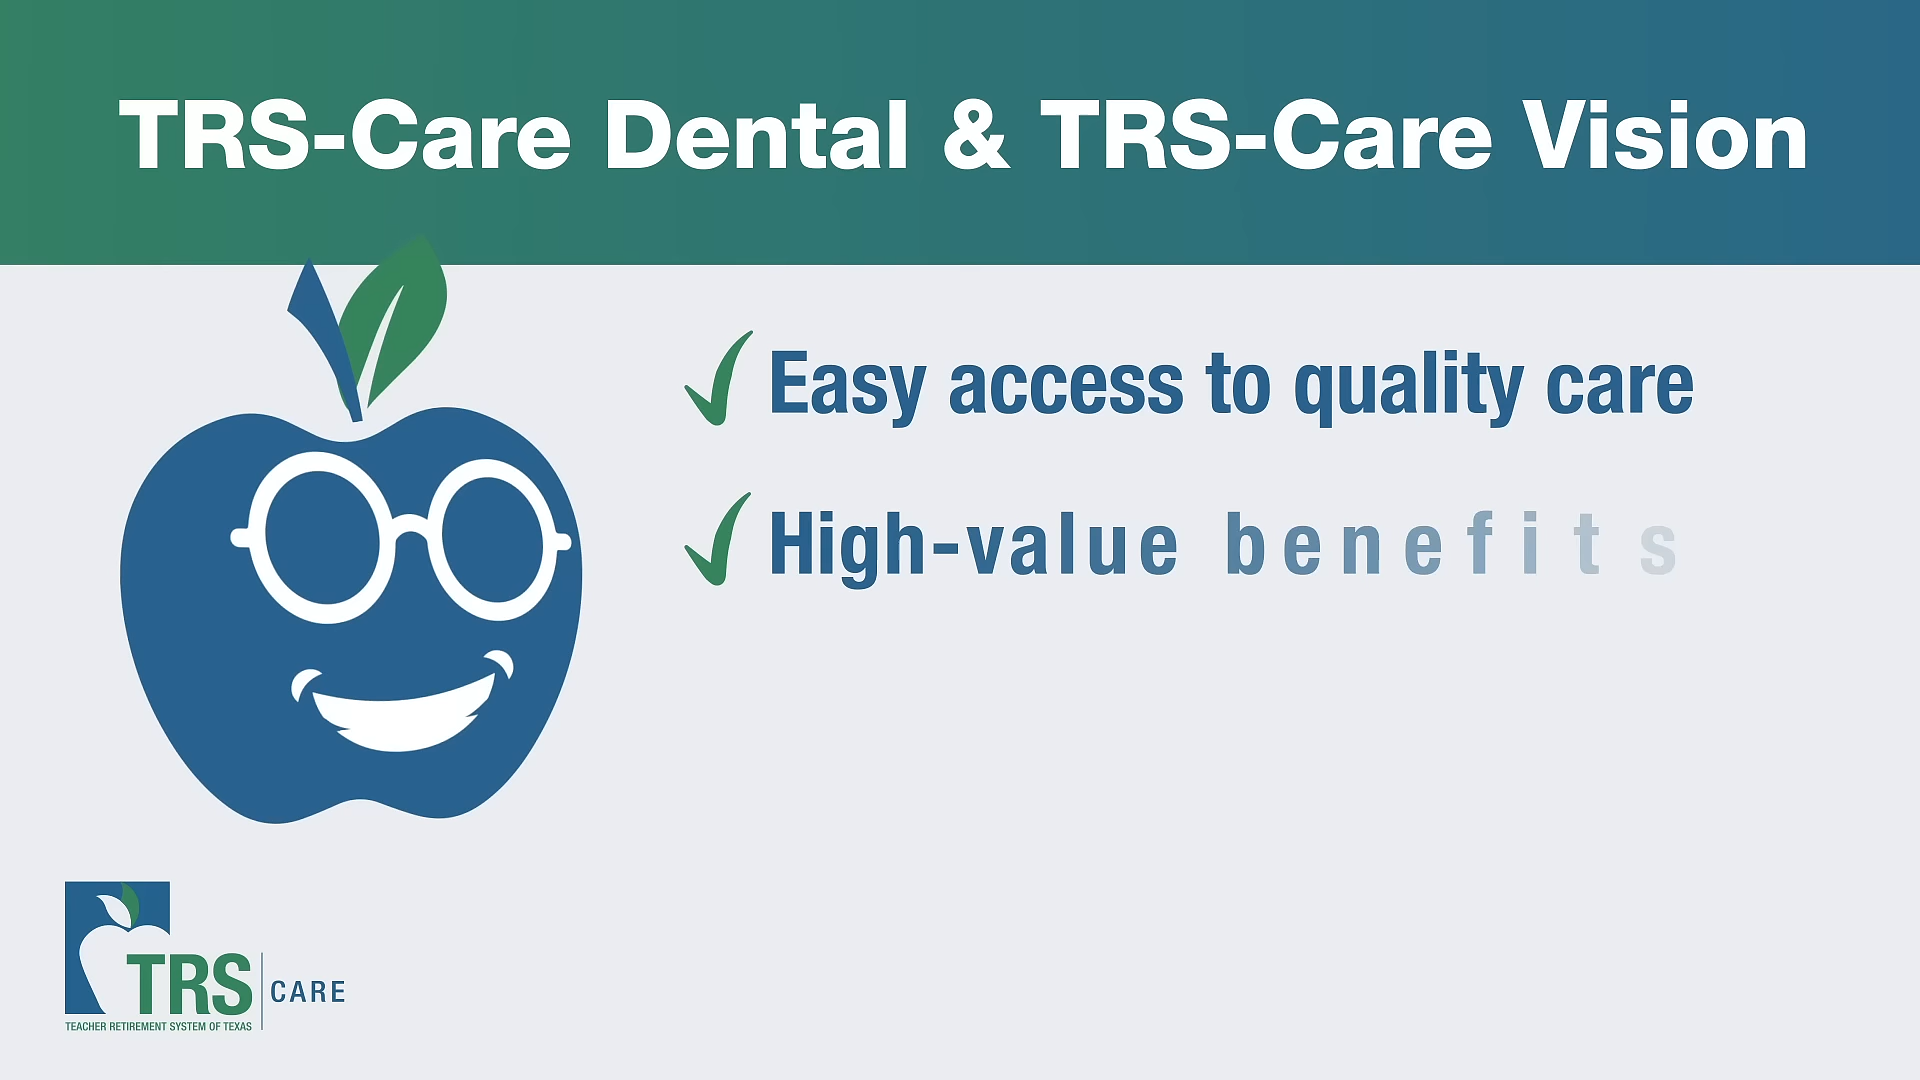 TRS-Care Dental & TRS-Care Vision
Easy access to quality care
High-value benefits
TRS
CARE
TEACHER RETIREMENT SYSTEM OF TEXAS